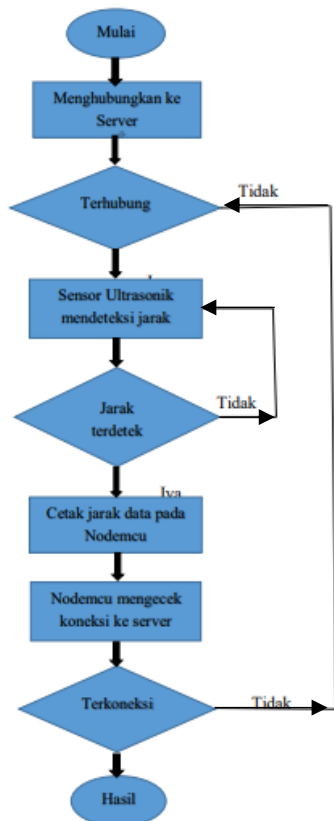 Mulai
Menghubungkan ke
Server
Tidak
Terhubung
Sensor Ultrasonik
mendeteksi jarak
Jarak
terdetek
Tidak
Iya
Cetak jarak data pada
Nodemcu
Nodemcu mengecek
koneksi ke server
Terkoneksi
Tidak
Hasil